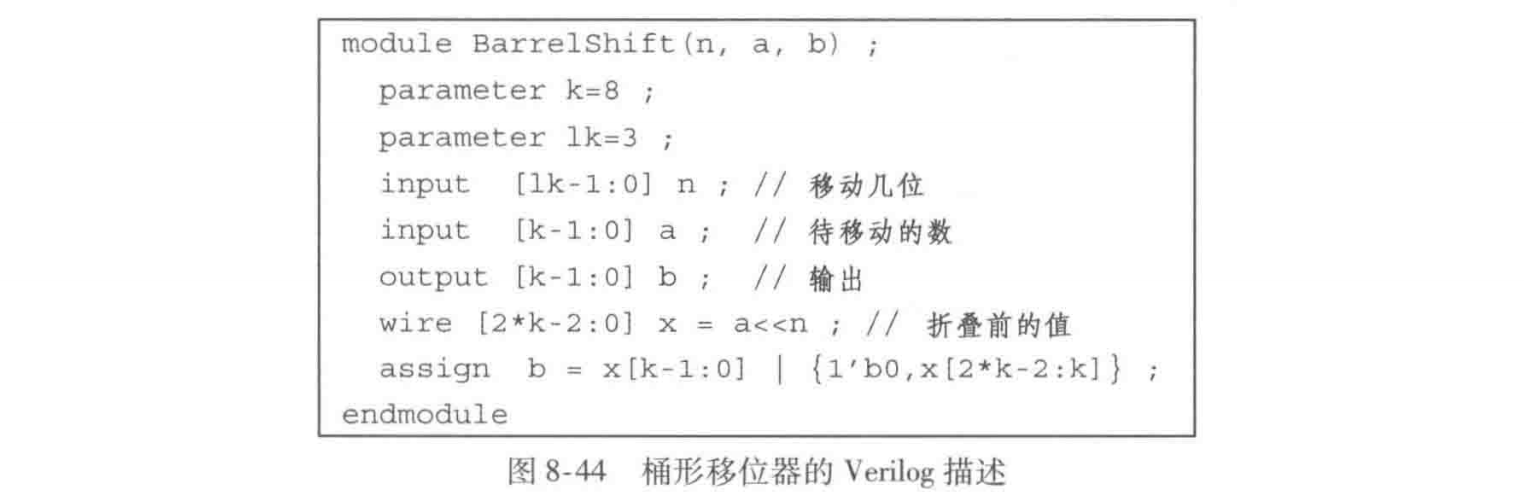 module BarrelShift(n, a, b) ;
parameter k=8 ;
parameter lk=3 ;
input [lk-1:0] n ; // 移动几位
input [k-1:0] a ; // 待移动的数
output [k-1:0] b ; // 输出
wire [2*k-2:0] x = a<<n ; // 折叠前的值
assign b = x[k-1:0] | {1'b0,x[2*k-2:k]} ;
endmodule
图 8-44 桶形移位器的 Verilog 描述